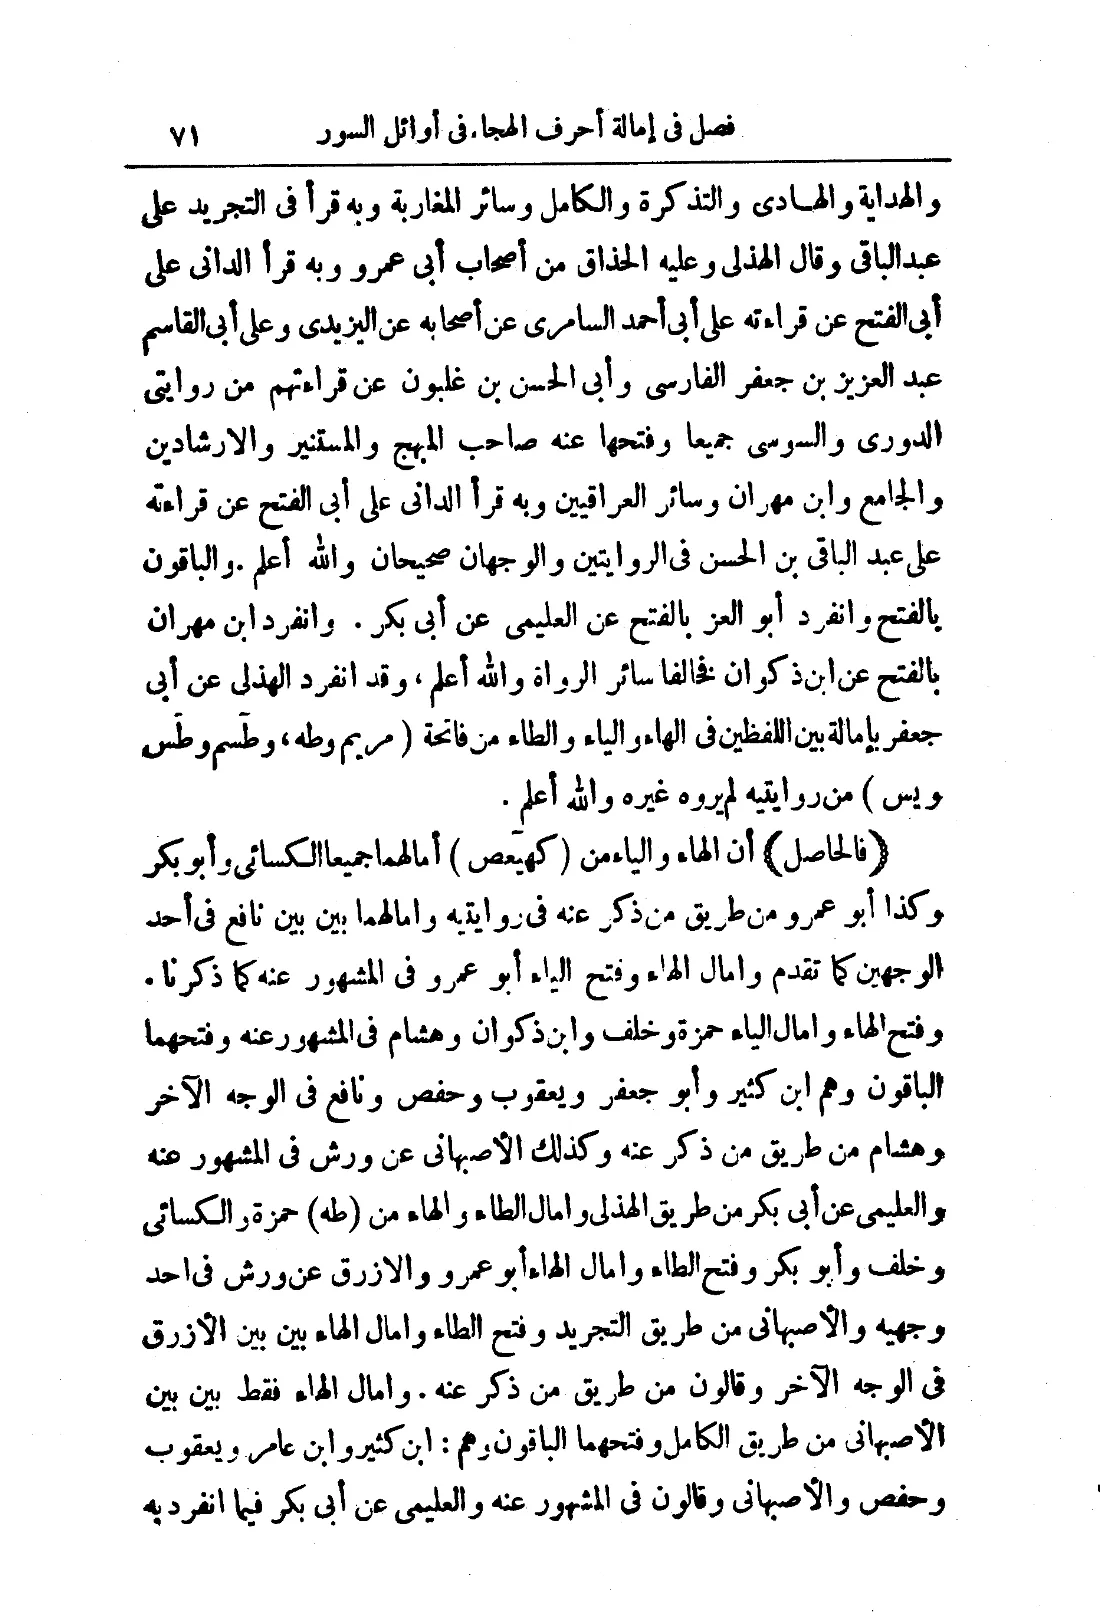 فصل فى إمالة أحرف الهجاء فى أوائل السور ٧١
والهداية والهادى والتذكرة والكامل وسائر المغاربة وبه قرأ فى التجريد على
عبد الباقى وقال الهذلى وعليه الحذاق من أصحاب أبى عمرو وبه قرأ الدانى على
أبى الفتح عن قراءته على أبى أحمد السامرى عن أصحابه عن اليزيدى وعلى أبى القاسم
عبد العزيز بن جعفر الفارسى وأبى الحسن بن غلبون عن قراءتهم من روايتى
الدورى والسوسى جميعا وفتحها عنه صاحب المبهج والمستنير والارشادين
والجامع وابن مهران وسائر العراقيين وبه قرأ الدانى على أبى الفتح عن قراءته
على عبد الباقى بن الحسن فى الروايتين والوجهان صحيحان والله أعلم . والباقون
بالفتح وانفرد أبو العز بالفتح عن العليمى عن أبى بكر . وانفرد ابن مهران
بالفتح عن ابن ذكوان فخالفا سائر الرواة والله أعلم ، وقد انفرد الهذلى عن أبى
جعفر بإمالة بين اللفظين فى الهاء والياء والطاء من فاتحة ( مريم وطه، وطٓسم وطٓس
ويس ) من روايتيه لم يروه غيره والله أعلم .
﴿فالحاصل﴾ أن الهاء والياء من ( كهيٓعٓص ) أمالهما جميعا الكسائى وأبو بكر
وكذا أبو عمرو من طريق من ذكر عنه فى روايتيه وامالهما بين بين نافع فى أحد
الوجهين كما تقدم وامال الهاء وفتح الياء أبو عمرو فى المشهور عنه كما ذكرنا .
وفتح الهاء وامال الياء حمزة وخلف وابن ذكوان وهشام فى المشهور عنه وفتحهما
الباقون وهم ابن كثير وأبو جعفر ويعقوب وحفص ونافع فى الوجه الآخر
وهشام من طريق من ذكر عنه وكذلك الأصبهانى عن ورش فى المشهور عنه
والعليمى عن أبى بكر من طريق الهذلى وامال الطاء والهاء من (طه) حمزة والكسائى
وخلف وأبو بكر وفتح الطاء وامال الهاء أبو عمرو والازرق عن ورش فى احد
وجهيه والأصبهانى من طريق التجريد وفتح الطاء وامال الهاء بين بين الأزرق
فى الوجه الآخر وقالون من طريق من ذكر عنه . وامال الهاء فقط بين بين
الأصبهانى من طريق الكامل وفتحهما الباقون وهم : ابن كثير وابن عامر ويعقوب
وحفص والأصبهانى وقالون فى المشهور عنه والعليمى عن أبى بكر فيما انفرد به